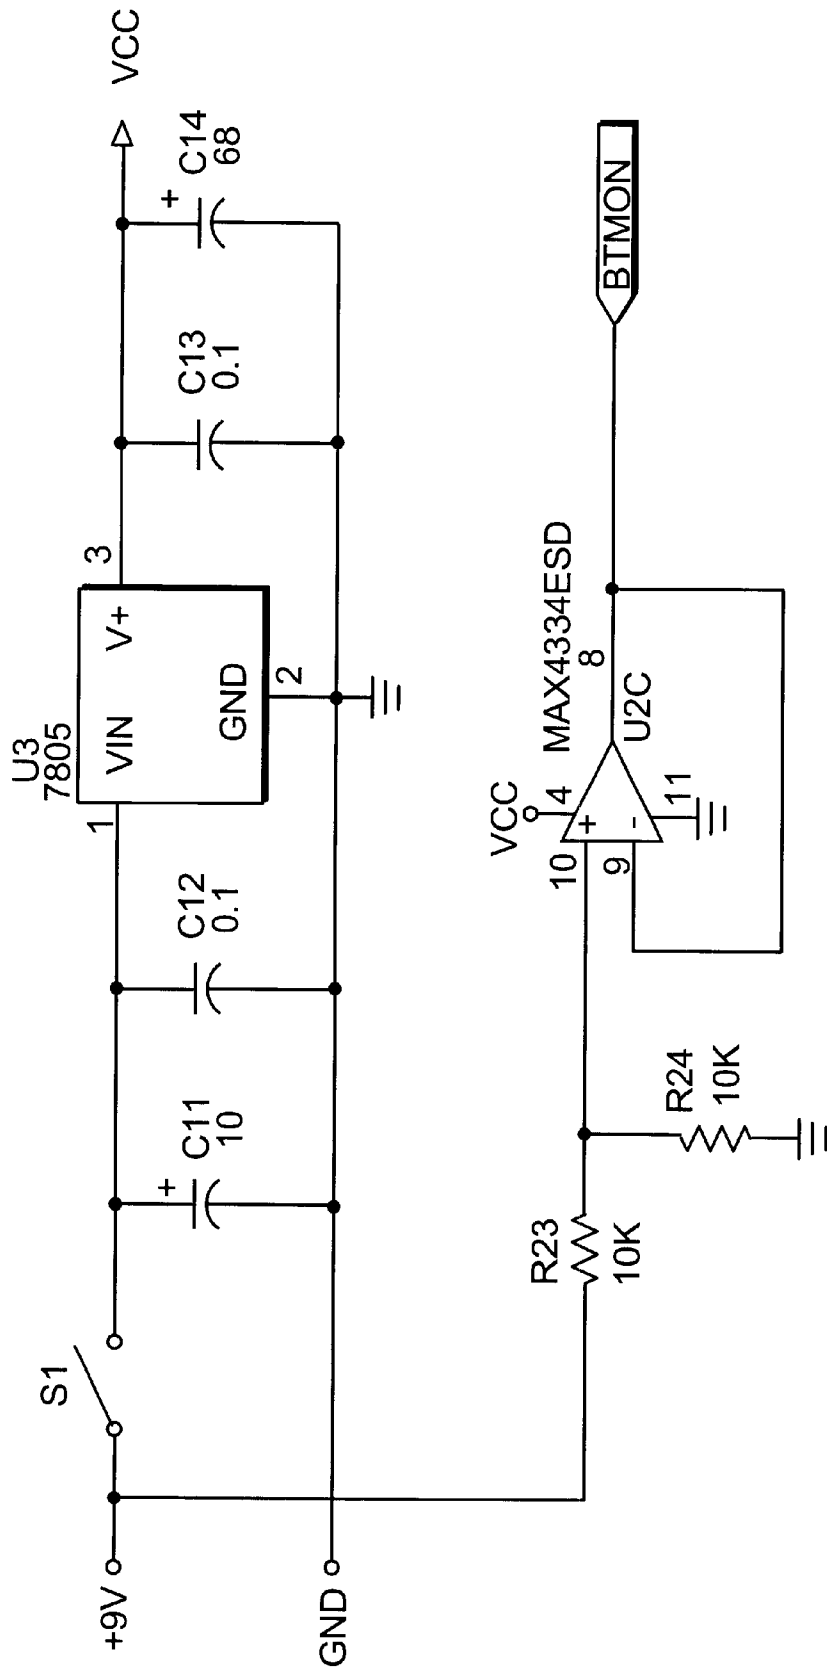 +9V
GND
S1
C11
10
+
C12
0.1
U3
7805
1
VIN
V+
GND
2
3
C13
0.1
C14
68
+
VCC
R23
10K
R24
10K
VCC
4
10
9
+
-
11
MAX4334ESD
8
U2C
BTMON